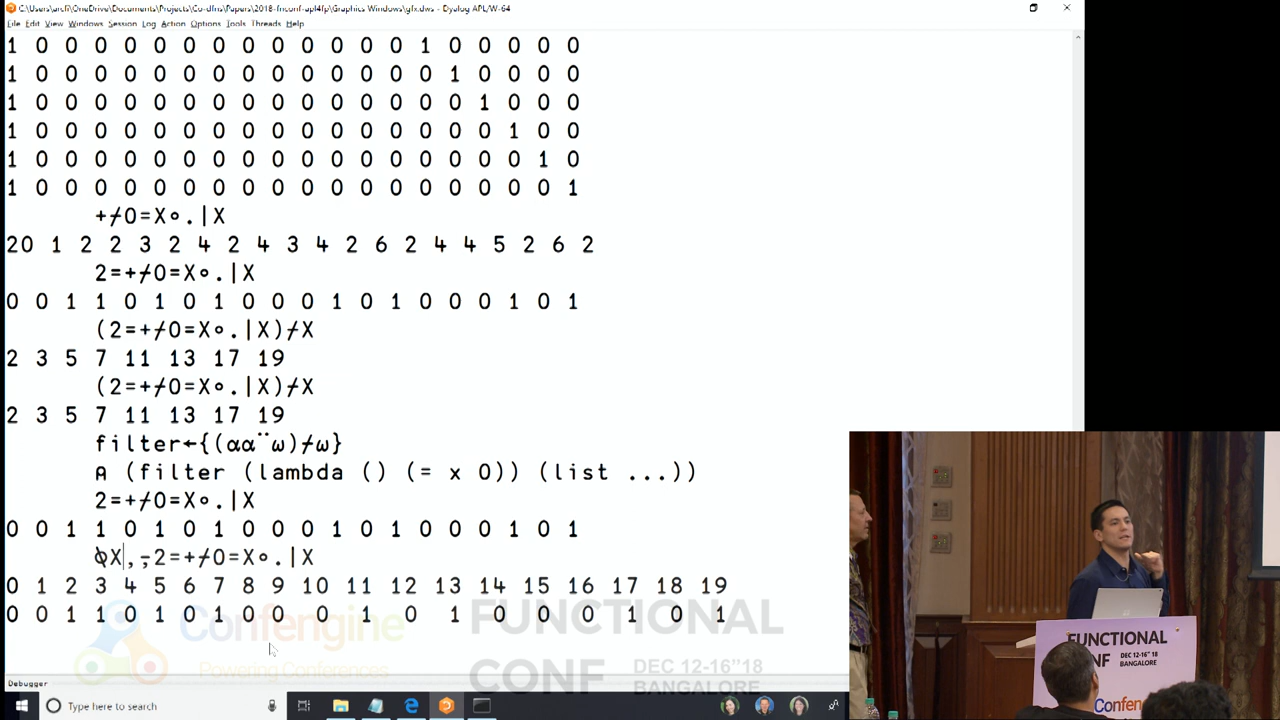 C:\Users\arcfi\OneDrive\Documents\Projects\Co-dfns\Papers\2018-fnconf-apl4fp\Graphics Windows\gfx.dws - Dyalog APL/W-64
File Edit View Windows Session Log Action Options Tools Threads Help
1 0 0 0 0 0 0 0 0 0 0 0 0 0 1 0 0 0 0 0
1 0 0 0 0 0 0 0 0 0 0 0 0 0 0 1 0 0 0 0
1 0 0 0 0 0 0 0 0 0 0 0 0 0 0 0 1 0 0 0
1 0 0 0 0 0 0 0 0 0 0 0 0 0 0 0 0 1 0 0
1 0 0 0 0 0 0 0 0 0 0 0 0 0 0 0 0 0 1 0
1 0 0 0 0 0 0 0 0 0 0 0 0 0 0 0 0 0 0 1
+⌿0=X∘.|X
20 1 2 2 3 2 4 2 4 3 4 2 6 2 4 4 5 2 6 2
2=+⌿0=X∘.|X
0 0 1 1 0 1 0 1 0 0 0 1 0 1 0 0 0 1 0 1
(2=+⌿0=X∘.|X)⌿X
2 3 5 7 11 13 17 19
(2=+⌿0=X∘.|X)⌿X
2 3 5 7 11 13 17 19
filter←{(⍺⍺¨⍵)⌿⍵}
⍝ (filter (lambda () (= x 0)) (list ...))
2=+⌿0=X∘.|X
0 0 1 1 0 1 0 1 0 0 0 1 0 1 0 0 0 1 0 1
⍉X,⍪2=+⌿0=X∘.|X
0 1 2 3 4 5 6 7 8 9 10 11 12 13 14 15 16 17 18 19
0 0 1 1 0 1 0 1 0 0 0 1 0 1 0 0 0 1 0 1
Confengine
Powering Conferences
FUNCTIONAL
CONF
DEC 12-16"18
BANGALORE
Debugger
Type here to search
FUNCTIONAL
DEC 12-16"18
BANGALORE